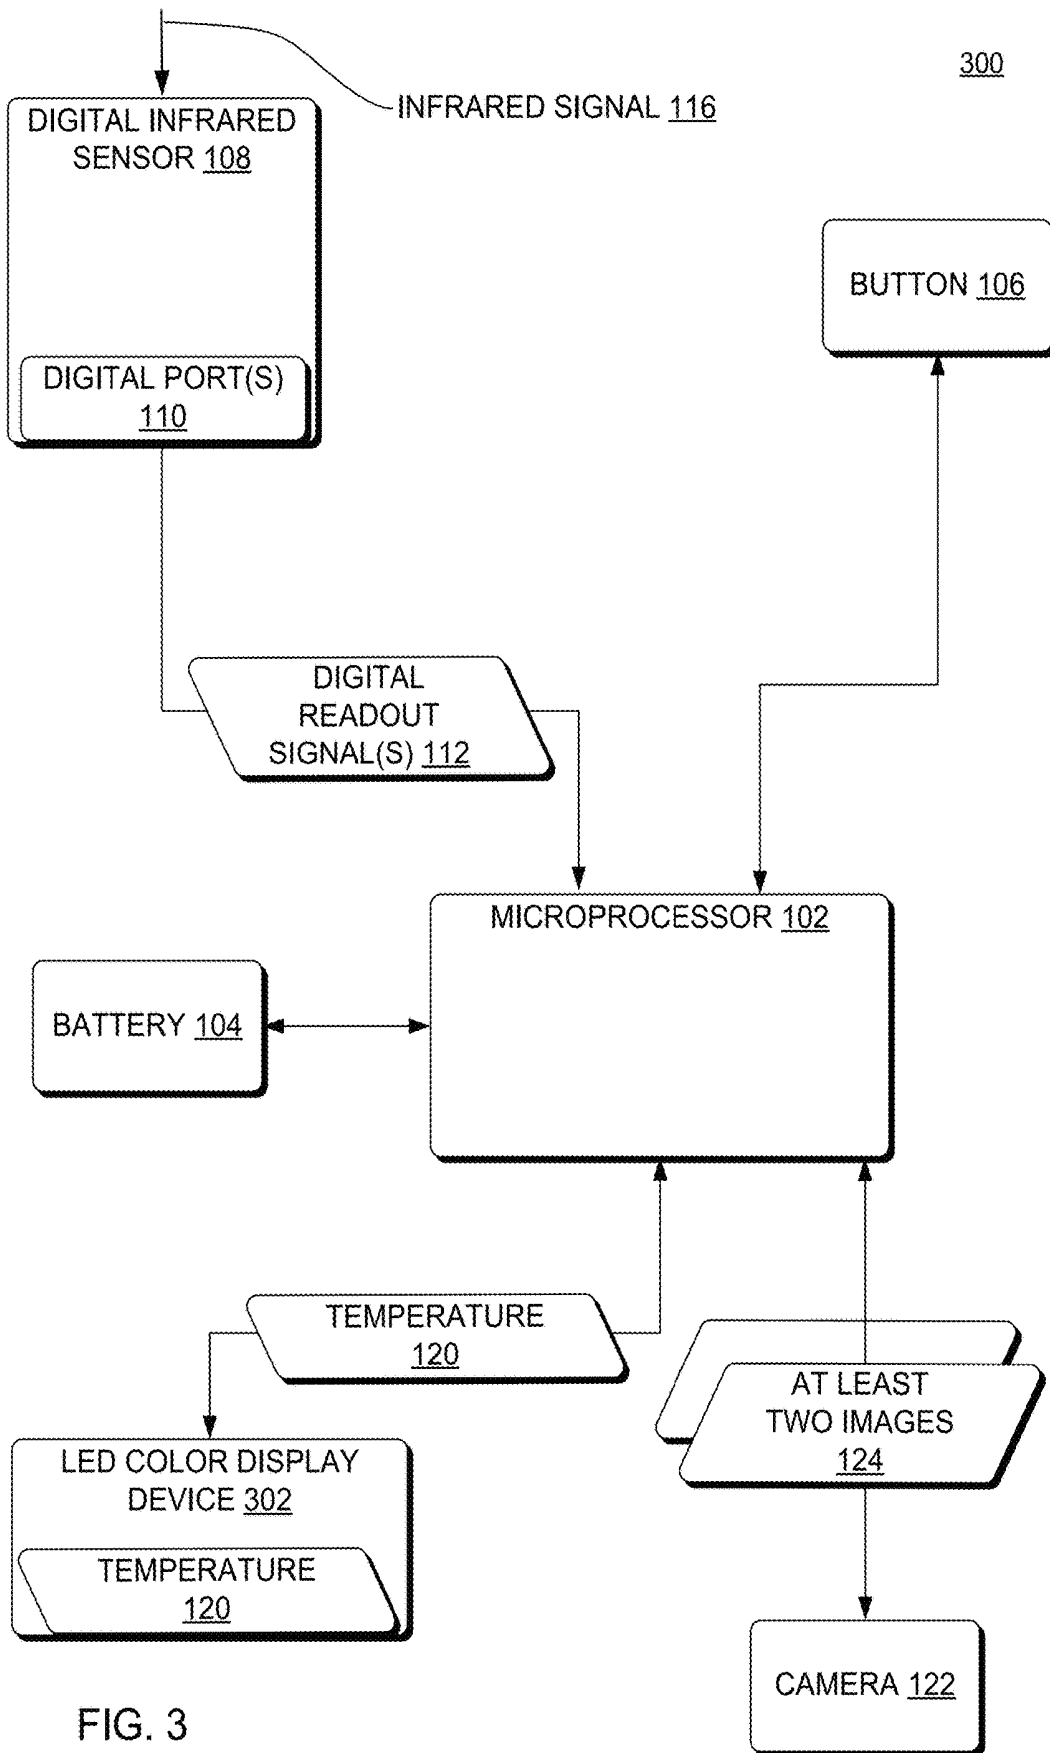 300
INFRARED SIGNAL 116
DIGITAL INFRARED
SENSOR 108
BUTTON 106
DIGITAL PORT(S)
110
DIGITAL
READOUT
SIGNAL(S) 112
MICROPROCESSOR 102
BATTERY 104
TEMPERATURE
120
AT LEAST
TWO IMAGES
124
LED COLOR DISPLAY
DEVICE 302
TEMPERATURE
120
CAMERA 122
FIG. 3